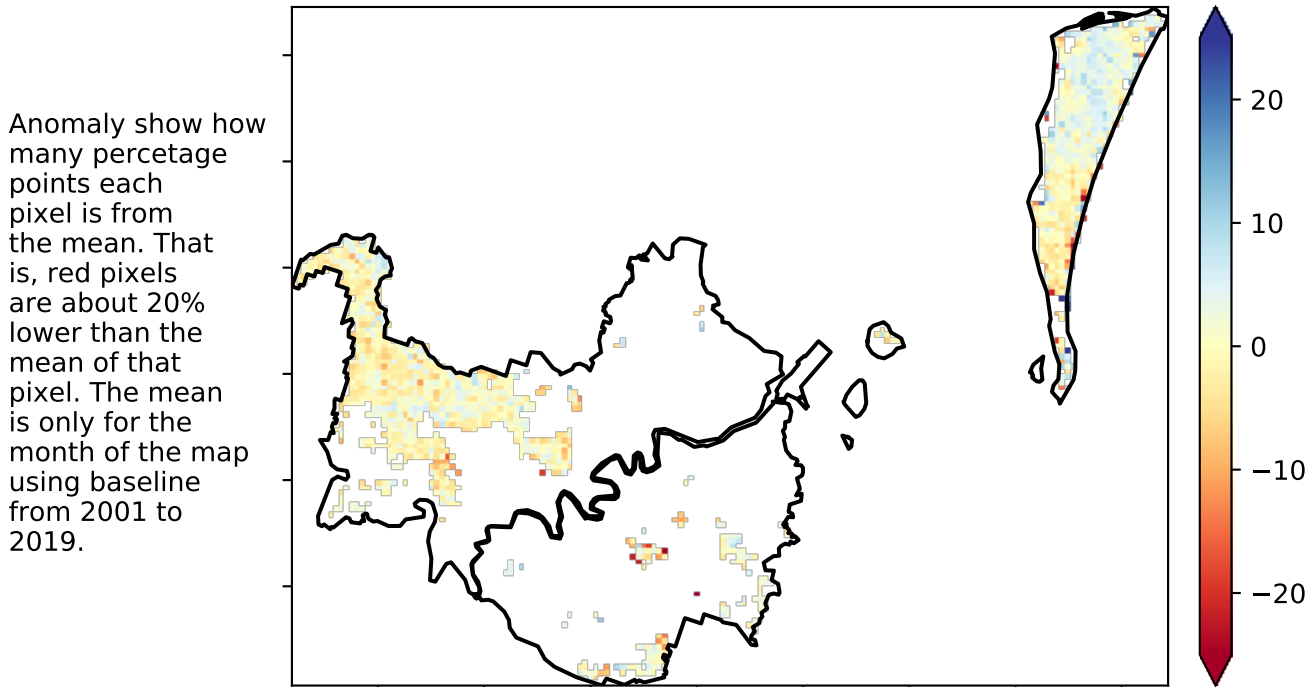 Anomaly show how
many percetage
points each
pixel is from
the mean. That
is, red pixels
are about 20%
lower than the
mean of that
pixel. The mean
is only for the
month of the map
using baseline
from 2001 to
2019.
20
10
0
−10
−20